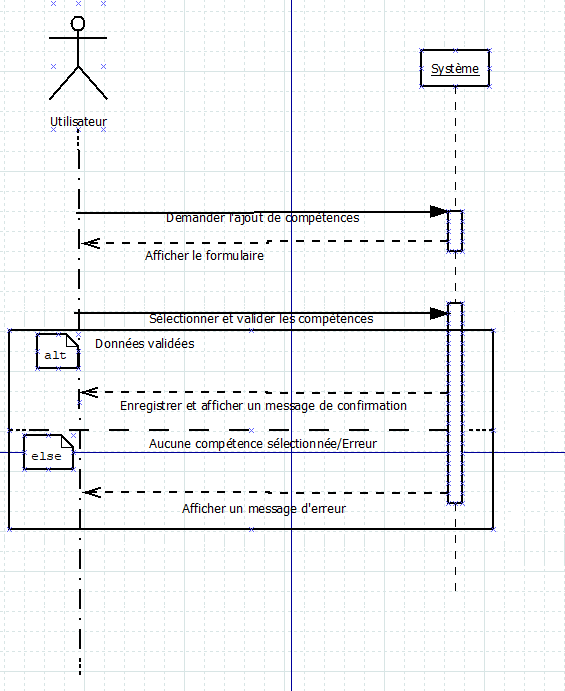 Utilisateur
Système
Demander l'ajout de compétences
Afficher le formulaire
Sélectionner et valider les compétences
alt
Données validées
Enregistrer et afficher un message de confirmation
Aucune compétence sélectionnée/Erreur
else
Afficher un message d'erreur